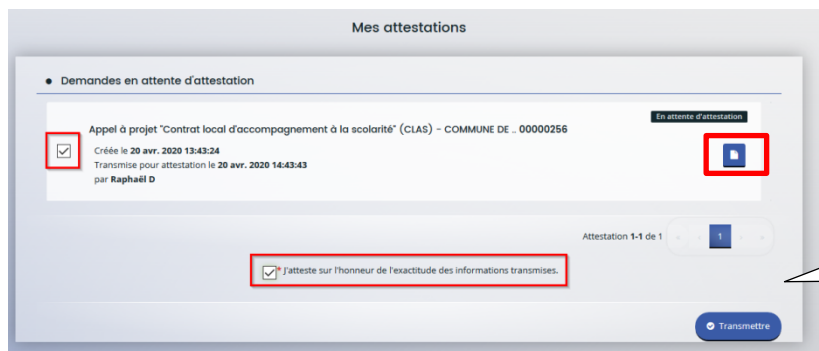 Mes attestations
Demandes en attente d'attestation
En attente d'attestation
Appel à projet "Contrat local d'accompagnement à la scolarité" (CLAS) - COMMUNE DE .. 00000256
Créée le 20 avr. 2020 13:43:24
Transmise pour attestation le 20 avr. 2020 14:43:43
par Raphaël D
Attestation 1-1 de 1
1
* J'atteste sur l'honneur de l'exactitude des informations transmises.
Transmettre